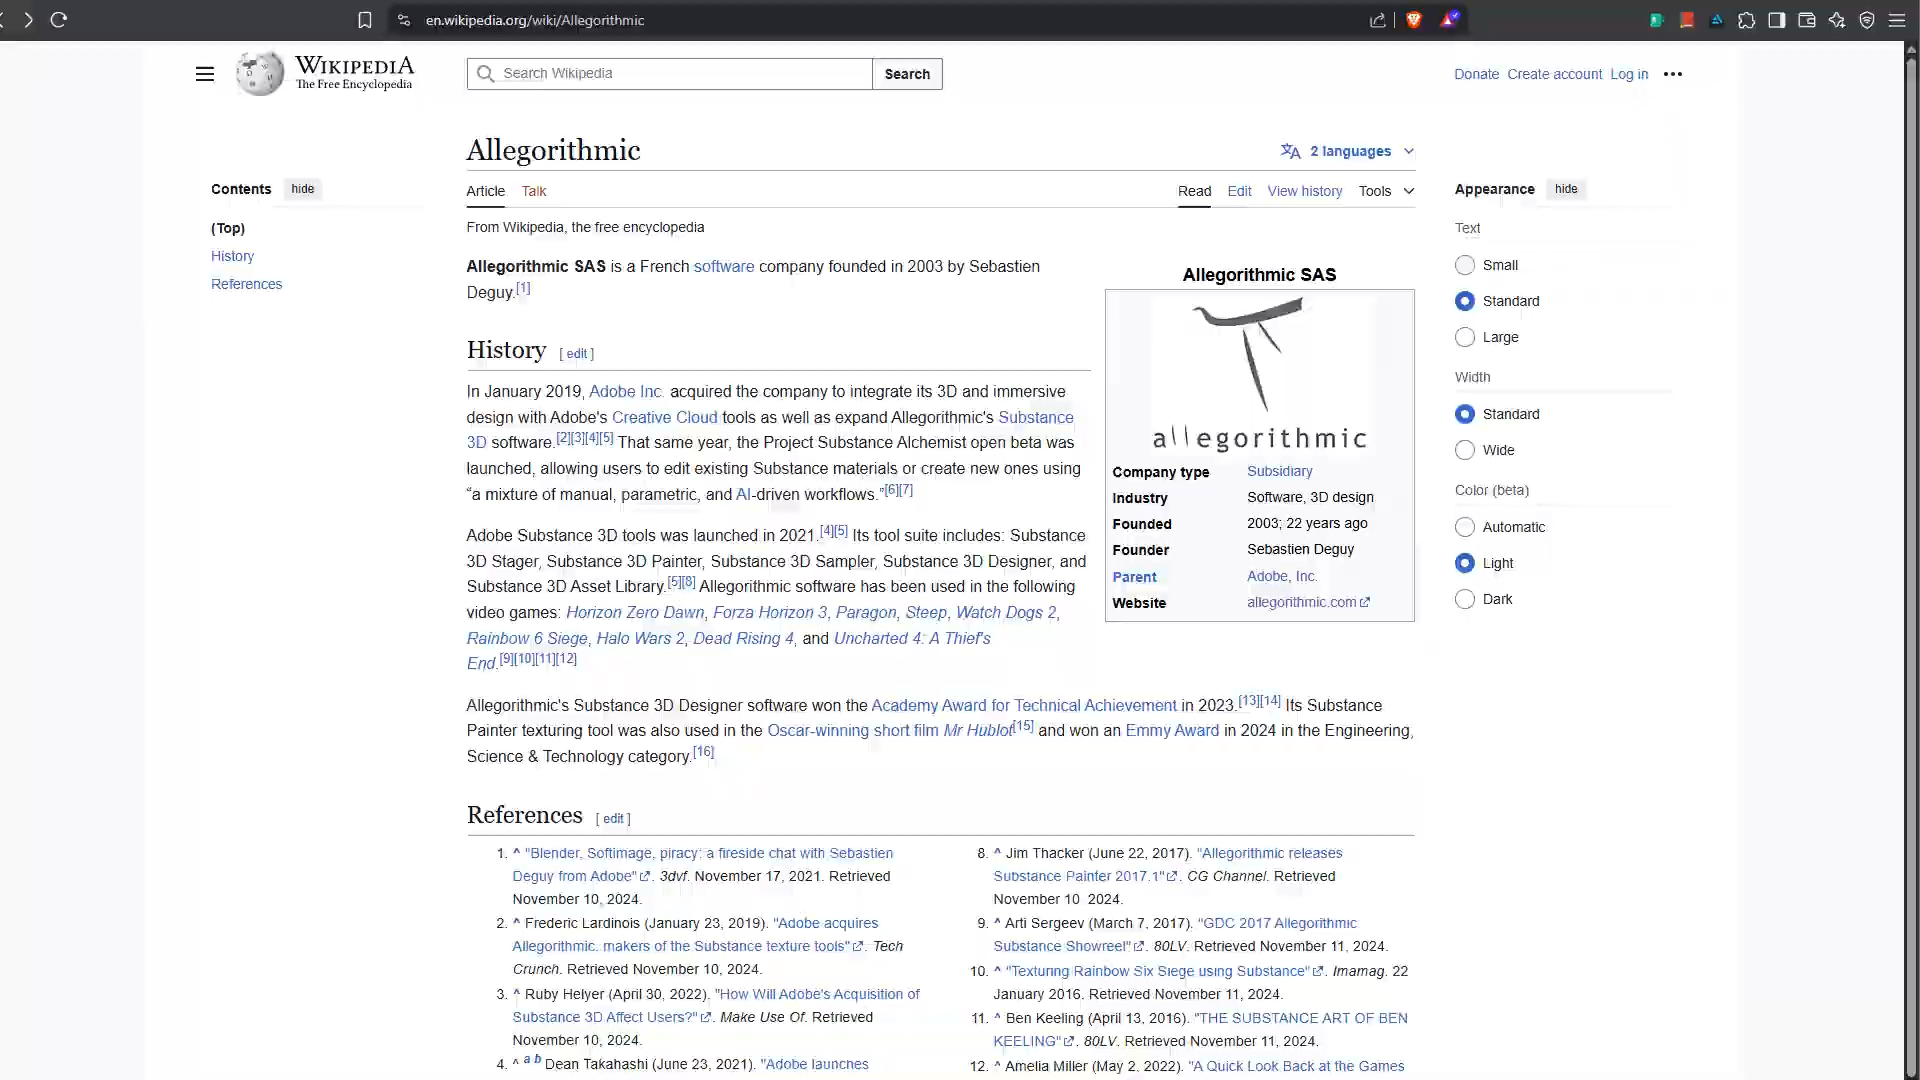 en.wikipedia.org/wiki/Allegorithmic
WIKIPEDIA
The Free Encyclopedia
Search Wikipedia
Search
Donate Create account Log in
Allegorithmic
2 languages
Contents hide
(Top)
History
References
Article Talk
Read Edit View history Tools
From Wikipedia, the free encyclopedia
Allegorithmic SAS is a French software company founded in 2003 by Sebastien
Deguy.[1]
History [ edit ]
In January 2019, Adobe Inc. acquired the company to integrate its 3D and immersive
design with Adobe's Creative Cloud tools as well as expand Allegorithmic's Substance
3D software.[2][3][4][5] That same year, the Project Substance Alchemist open beta was
launched, allowing users to edit existing Substance materials or create new ones using
“a mixture of manual, parametric, and AI-driven workflows.”[6][7]
Adobe Substance 3D tools was launched in 2021.[4][5] Its tool suite includes: Substance
3D Stager, Substance 3D Painter, Substance 3D Sampler, Substance 3D Designer, and
Substance 3D Asset Library.[5][8] Allegorithmic software has been used in the following
video games: Horizon Zero Dawn, Forza Horizon 3, Paragon, Steep, Watch Dogs 2,
Rainbow 6 Siege, Halo Wars 2, Dead Rising 4, and Uncharted 4: A Thief's
End.[9][10][11][12]
Allegorithmic's Substance 3D Designer software won the Academy Award for Technical Achievement in 2023.[13][14] Its Substance
Painter texturing tool was also used in the Oscar-winning short film Mr Hublot[15] and won an Emmy Award in 2024 in the Engineering,
Science & Technology category.[16]
Allegorithmic SAS
allegorithmic
Company type Subsidiary
Industry Software, 3D design
Founded 2003; 22 years ago
Founder Sebastien Deguy
Parent Adobe, Inc.
Website allegorithmic.com
References [ edit ]
1. ^ "Blender, Softimage, piracy: a fireside chat with Sebastien
Deguy from Adobe". 3dvf. November 17, 2021. Retrieved
November 10, 2024.
2. ^ Frederic Lardinois (January 23, 2019). "Adobe acquires
Allegorithmic, makers of the Substance texture tools". Tech
Crunch. Retrieved November 10, 2024.
3. ^ Ruby Helyer (April 30, 2022). "How Will Adobe's Acquisition of
Substance 3D Affect Users?". Make Use Of. Retrieved
November 10, 2024.
4. ^ a b Dean Takahashi (June 23, 2021). "Adobe launches
8. ^ Jim Thacker (June 22, 2017). "Allegorithmic releases
Substance Painter 2017.1". CG Channel. Retrieved
November 10 2024.
9. ^ Arti Sergeev (March 7, 2017). "GDC 2017 Allegorithmic
Substance Showreel". 80LV. Retrieved November 11, 2024.
10. ^ "Texturing Rainbow Six Siege using Substance". Imamag. 22
January 2016. Retrieved November 11, 2024.
11. ^ Ben Keeling (April 13, 2016). "THE SUBSTANCE ART OF BEN
KEELING". 80LV. Retrieved November 11, 2024.
12. ^ Amelia Miller (May 2, 2022). "A Quick Look Back at the Games
Appearance hide
Text
Small
Standard
Large
Width
Standard
Wide
Color (beta)
Automatic
Light
Dark